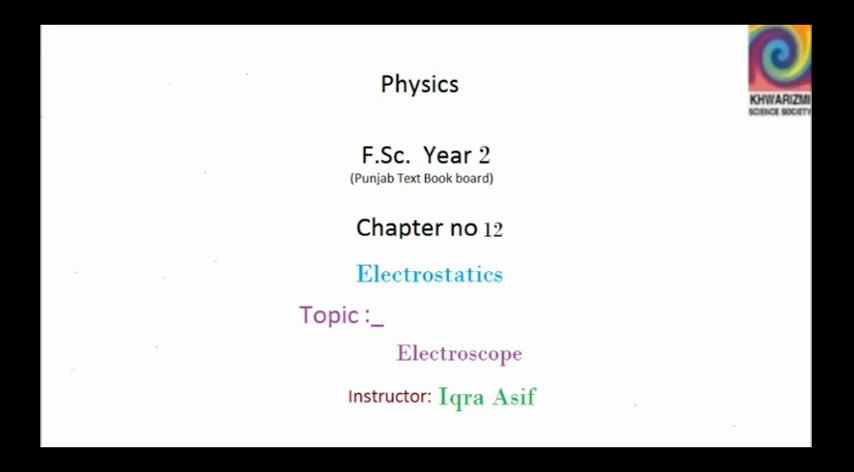 KHWARIZMI
SCIENCE SOCIETY
Physics
F.Sc. Year 2
(Punjab Text Book board)
Chapter no 12
Electrostatics
Topic :_
Electroscope
Instructor: Iqra Asif